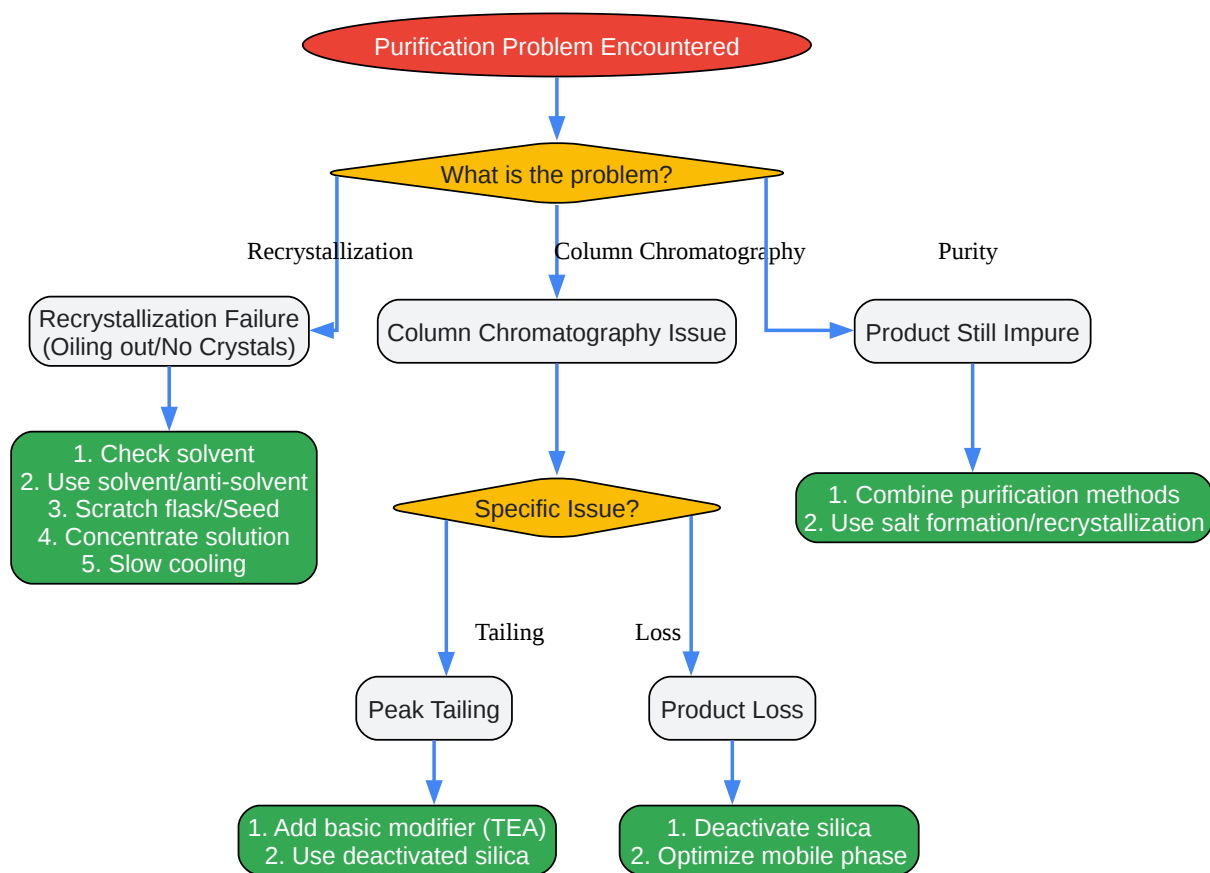 Purification Problem Encountered
What is the problem?
Recrystallization
Column Chromatography
Purity
Recrystallization Failure
(Oiling out/No Crystals)
Column Chromatography Issue
Product Still Impure
1. Check solvent
2. Use solvent/anti-solvent
3. Scratch flask/Seed
4. Concentrate solution
5. Slow cooling
Specific Issue?
1. Combine purification methods
2. Use salt formation/recrystallization
Tailing
Loss
Peak Tailing
Product Loss
1. Add basic modifier (TEA)
2. Use deactivated silica
1. Deactivate silica
2. Optimize mobile phase